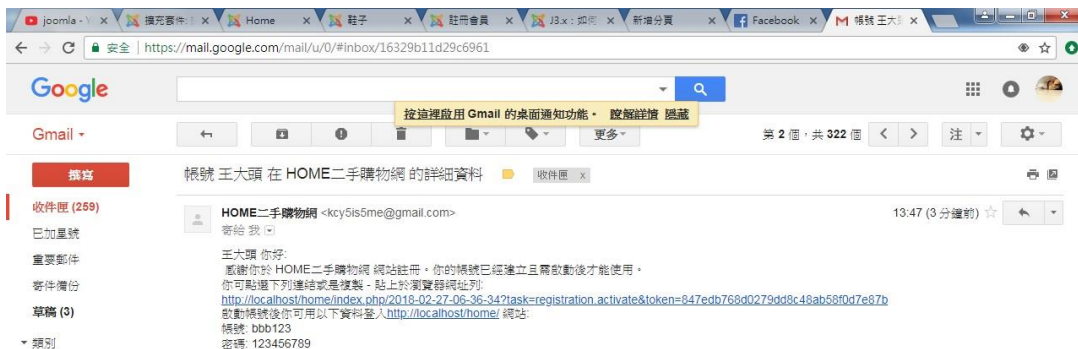 joomla - Y
擴充套件:
Home
鞋子
註冊會員
J3.x：如何
新增分頁
Facebook
帳號 王大
安全 | https://mail.google.com/mail/u/0/#inbox/16329b11d29c6961
Google
按這裡啟用 Gmail 的桌面通知功能。 瞭解詳情 隱藏
Gmail
更多
第 2 個，共 322 個
注
撰寫
帳號 王大頭 在 HOME二手購物網 的詳細資料
收件匣 x
收件匣 (259)
HOME二手購物網 <kcy5is5me@gmail.com>
13:47 (3 分鐘前)
已加星號
寄給 我
重要郵件
王大頭 你好:
感謝你於 HOME二手購物網 網站註冊。你的帳號已經建立且需啟動後才能使用。
寄件備份
你可點選下列連結或是複製 - 貼上於瀏覽器網址列:
http://localhost/home/index.php/2018-02-27-06-36-34?task=registration.activate&token=847edb768d0279dd8c48ab58f0d7e87b
草稿 (3)
啟動帳號後你可用以下資料登入http://localhost/home/ 網站:
帳號: bbb123
類別
密碼: 123456789